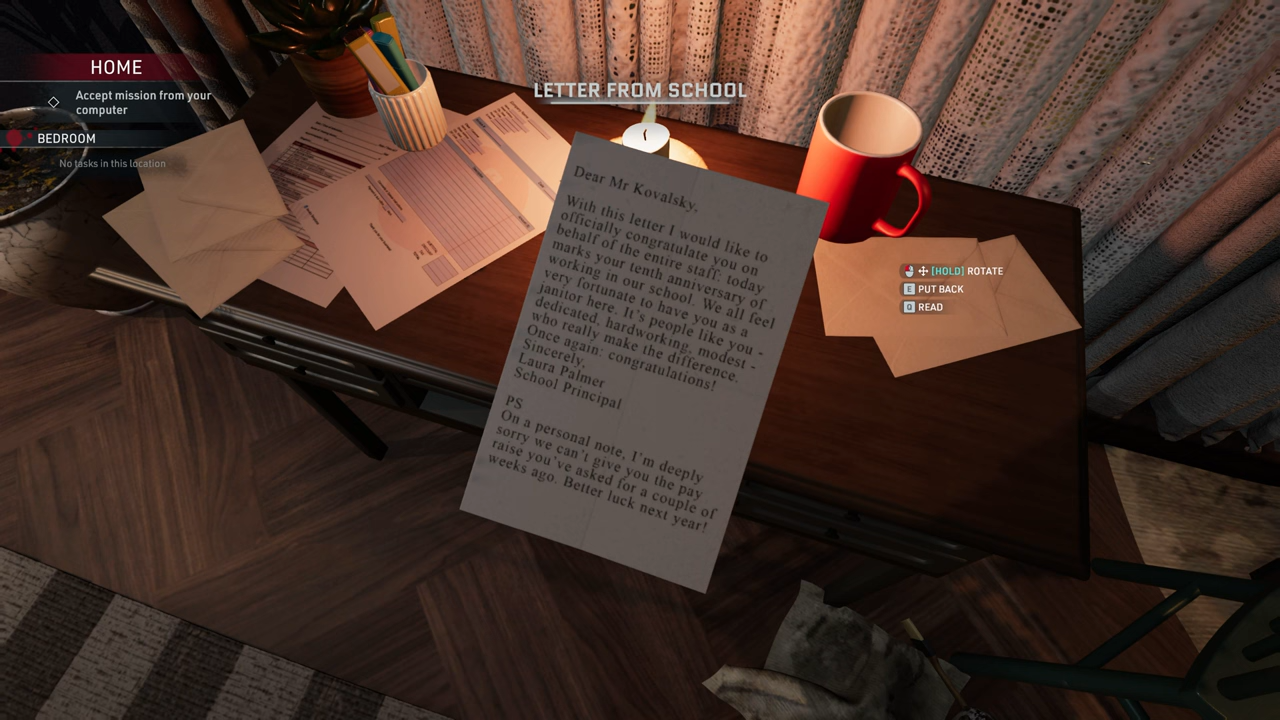 HOME
Accept mission from your
computer
BEDROOM
No tasks in this location
LETTER FROM SCHOOL
Dear Mr Kovalsky,
With this letter I would like to
officially congratulate you on
behalf of the entire staff: today
marks your tenth anniversary of
working in our school. We all feel
very fortunate to have you as a
janitor here. It's people like you -
dedicated, hardworking, modest -
who really make the difference.
Once again: congratulations!
Sincerely,
Laura Palmer
School Principal
PS
On a personal note, I'm deeply
sorry we can't give you the pay
raise you've asked for a couple of
weeks ago. Better luck next year!
[HOLD] ROTATE
E PUT BACK
Q READ